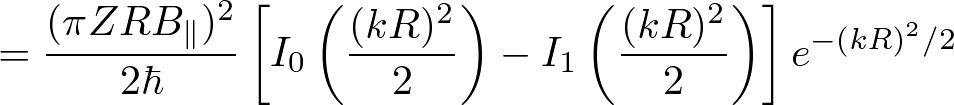 $= \frac{(\pi Z R B_{\parallel})^2}{2\hbar} \left[ I_0 \left( \frac{(kR)^2}{2} \right) - I_1 \left( \frac{(kR)^2}{2} \right) \right] e^{-(kR)^2/2}$